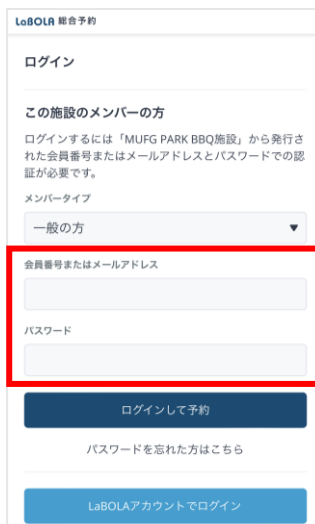 LaBOLA 総合予約
ログイン
この施設のメンバーの方
ログインするには「MUFG PARK BBQ施設」から発行さ
れた会員番号またはメールアドレスとパスワードでの認
証が必要です。
メンバータイプ
一般の方
会員番号またはメールアドレス
パスワード
ログインして予約
パスワードを忘れた方はこちら
LaBOLAアカウントでログイン